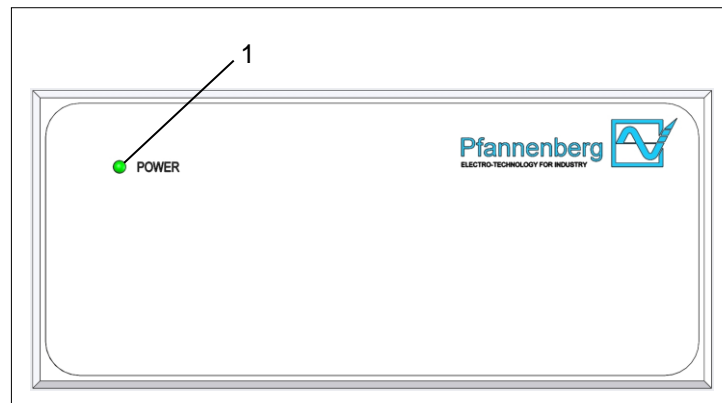 1
POWER
Pfannenberg
ELECTRO-TECHNOLOGY FOR INDUSTRY